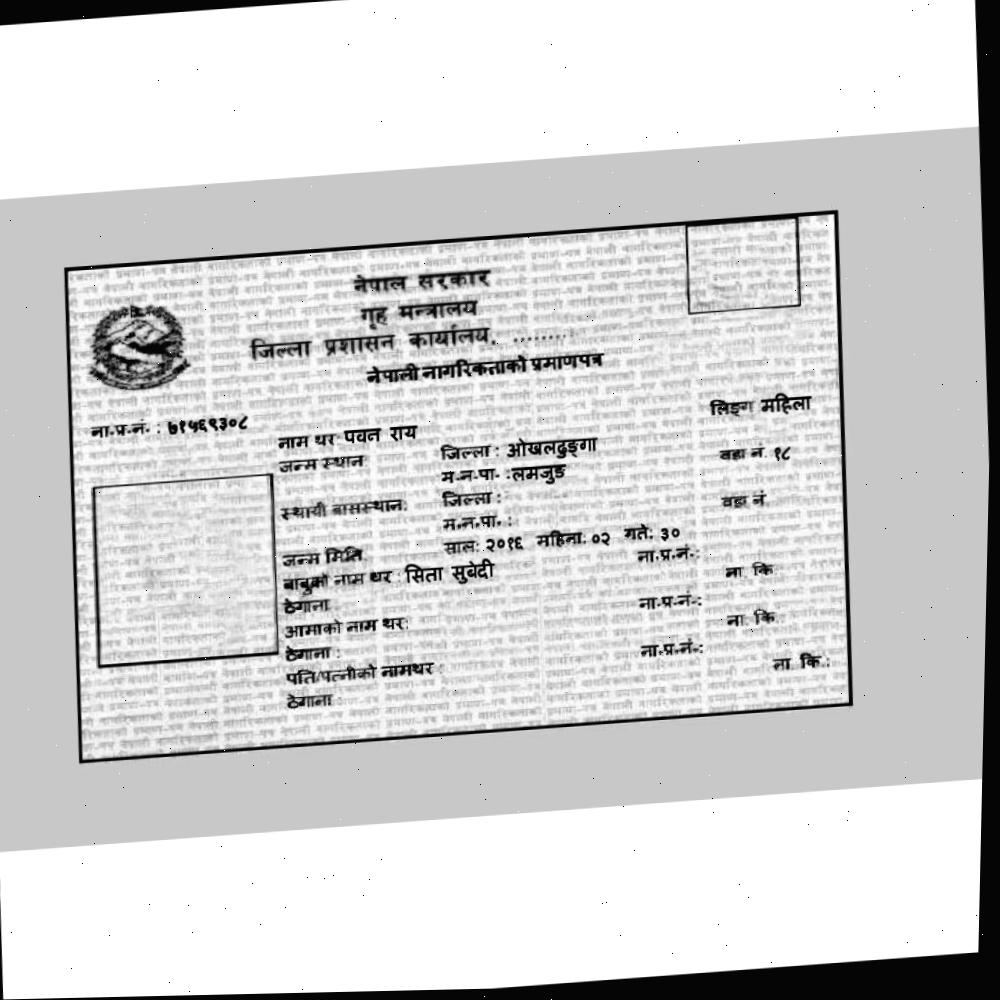 नेपाल सरकार
गृह मन्त्रालय
जिल्ला प्रशासन कार्यालय, ........
नेपाली नागरिकताको प्रमाणपत्र
ना.प्र.नं. : ७१५६९३०८
लिङ्ग महिला
नाम थर पवन राय
जन्म स्थान जिल्ला : ओखलढुङ्गा
म.न.पा. :लमजुङ वडा नं. १८
स्थायी बासस्थान: जिल्ला :
म.न.पा. : वडा नं.
जन्म मिति साल: २०१६ महिना: ०२ गते: ३०
बाबुको नाम थर : सिता सुबेदी ना.प्र.नं.:
ठेगाना : ना. कि
आमाको नाम थर: ना.प्र.नं.:
ठेगाना : ना. कि
पति/पत्नीको नामथर : ना.प्र.नं.:
ठेगाना : ना कि.: